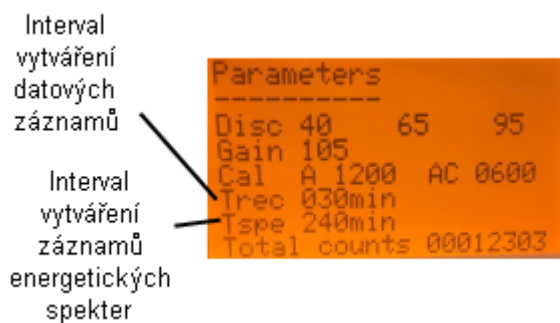 Interval
vytváření
datových
záznamů
Interval
vytváření
záznamů
energetických
spekter
Parameters
----------
Disc 40 65 95
Gain 105
Cal A 1200 AC 0600
Trec 030min
Tspe 240min
Total counts 00012303